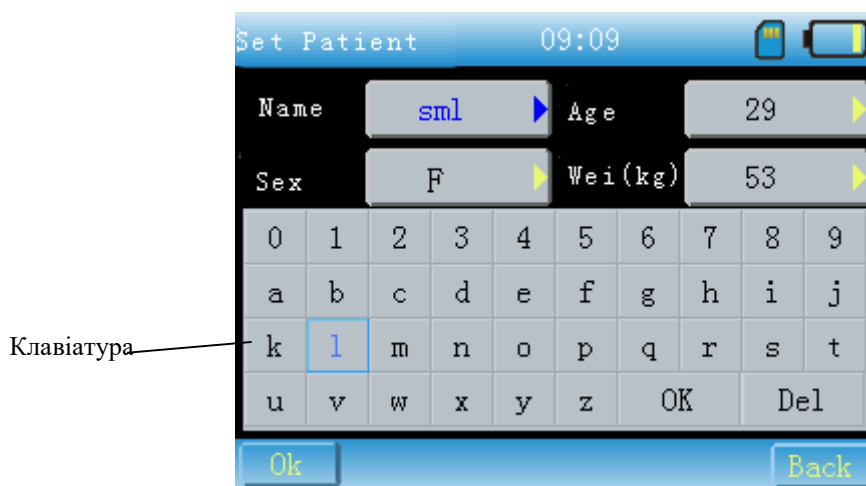 Set Patient 09:09
Name sml Age 29
Sex F Wei(kg) 53
0 1 2 3 4 5 6 7 8 9
a b c d e f g h i j
Клавіатура k l m n o p q r s t
u v w x y z OK Del
Ok Back